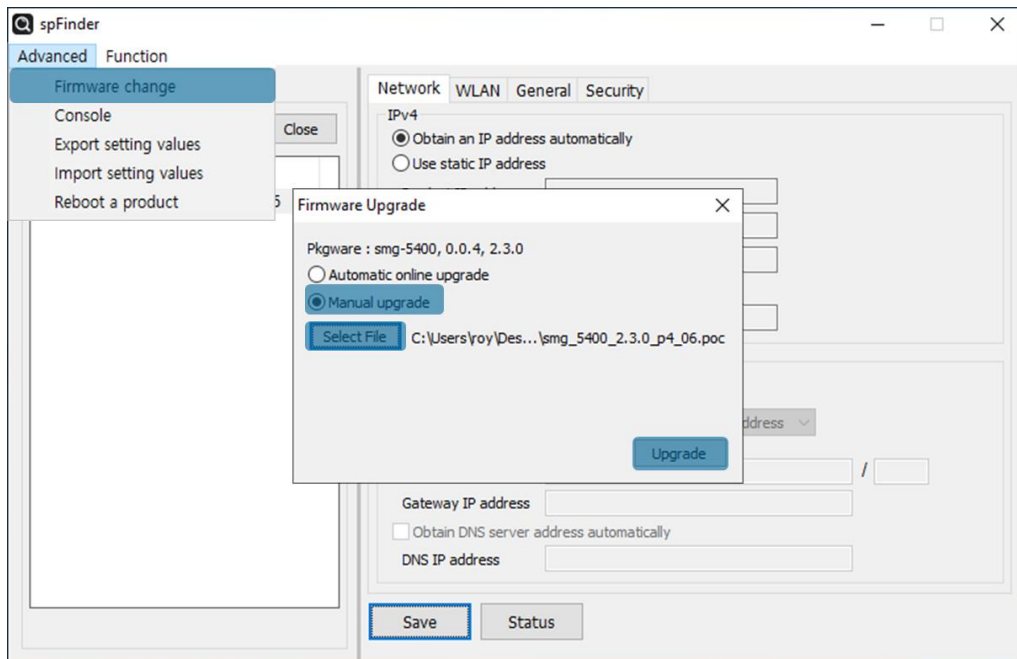 spFinder
Advanced Function
Firmware change
Console
Export setting values
Import setting values
Reboot a product
Close
Network WLAN General Security
IPv4
Obtain an IP address automatically
Use static IP address
Firmware Upgrade
Pkgware : smg-5400, 0.0.4, 2.3.0
Automatic online upgrade
Manual upgrade
Select File C:\Users\roy\Des...\smg_5400_2.3.0_p4_06.poc
Upgrade
/
Gateway IP address
Obtain DNS server address automatically
DNS IP address
Save Status